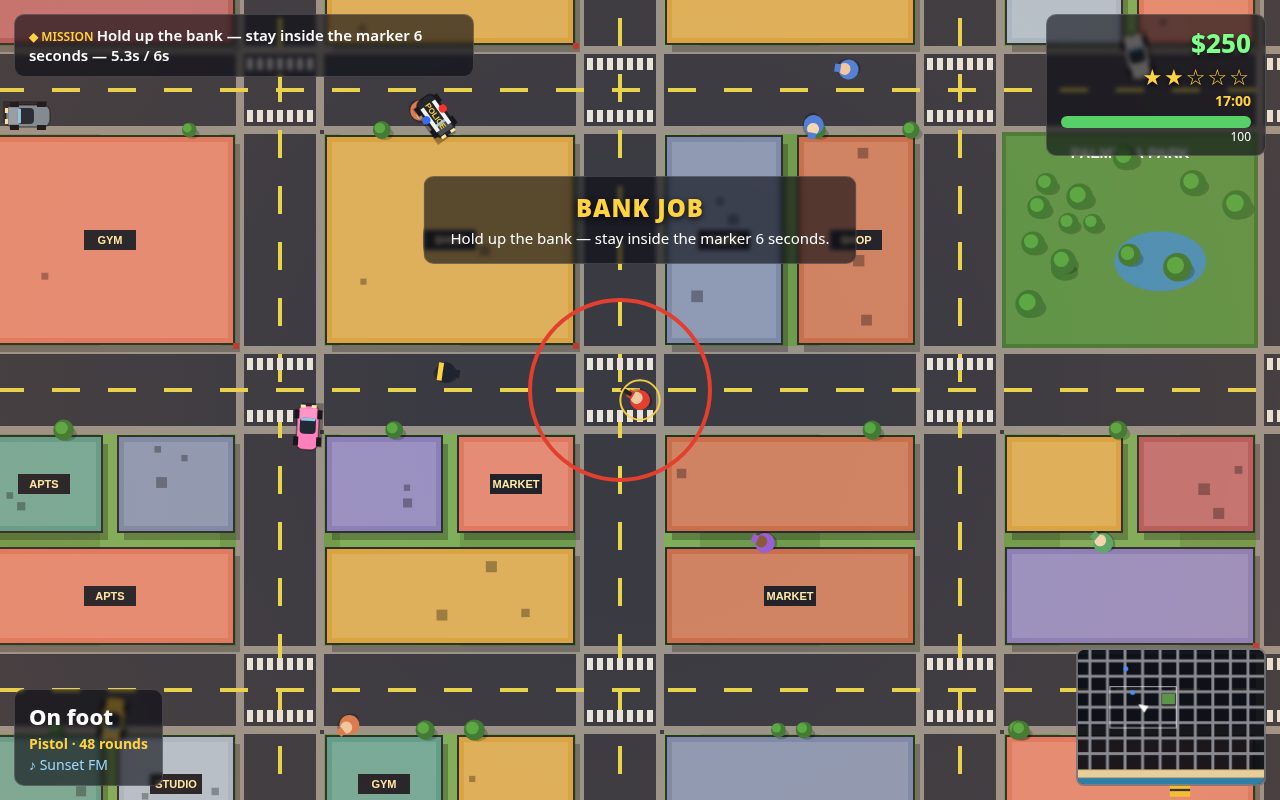 ◆ MISSION Hold up the bank — stay inside the marker 6
seconds — 5.3s / 6s
$250
★★☆☆☆
17:00
100
POLICE
BANK JOB
Hold up the bank — stay inside the marker 6 seconds.
GYM
APTS
MARKET
APTS
MARKET
On foot
Pistol · 48 rounds
♪ Sunset FM
STUDIO
GYM